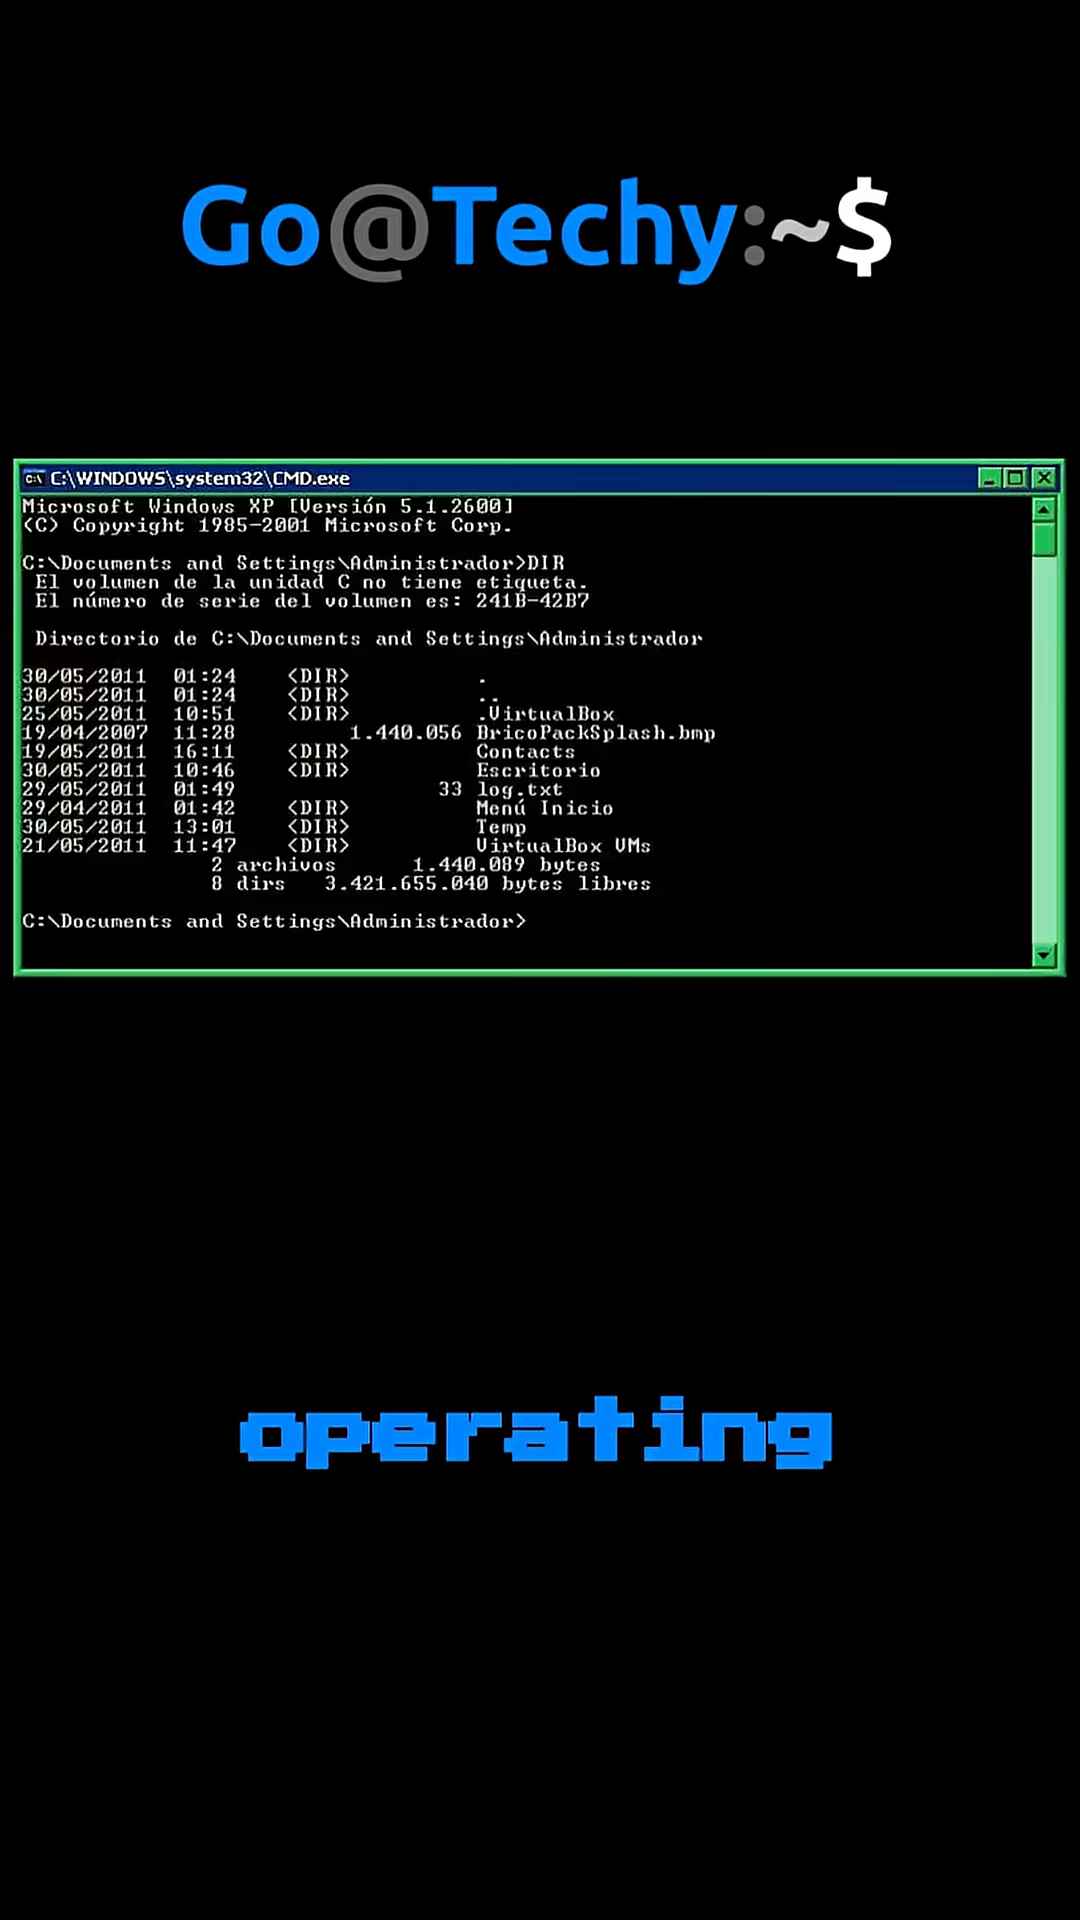 Go@Techy:~$
C:\WINDOWS\system32\CMD.exe
Microsoft Windows XP [Versión 5.1.2600]
(C) Copyright 1985-2001 Microsoft Corp.
C:\Documents and Settings\Administrador>DIR
El volumen de la unidad C no tiene etiqueta.
El número de serie del volumen es: 241B-42B7
Directorio de C:\Documents and Settings\Administrador
30/05/2011  01:24    <DIR>          .
30/05/2011  01:24    <DIR>          ..
25/05/2011  10:51    <DIR>          .VirtualBox
19/04/2007  11:28         1.440.056 BricoPackSplash.bmp
19/05/2011  16:11    <DIR>          Contacts
30/05/2011  10:46    <DIR>          Escritorio
29/05/2011  01:49                33 log.txt
29/04/2011  01:42    <DIR>          Menú Inicio
30/05/2011  13:01    <DIR>          Temp
21/05/2011  11:47    <DIR>          VirtualBox VMs
2 archivos      1.440.089 bytes
8 dirs   3.421.655.040 bytes libres
C:\Documents and Settings\Administrador>
operating